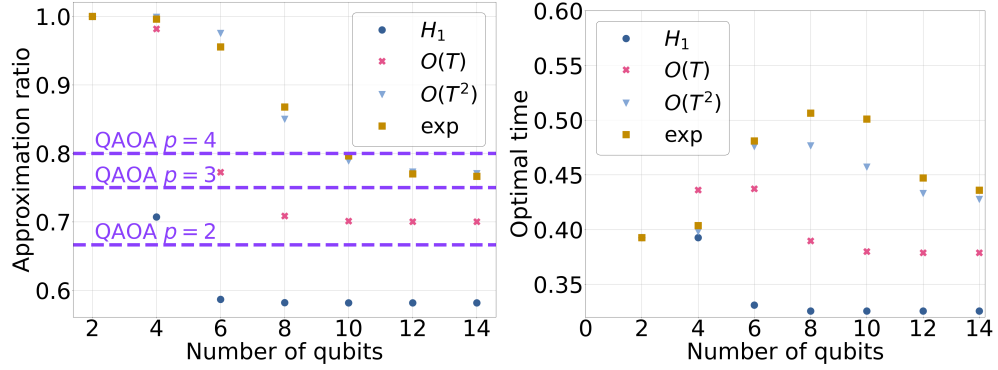 1.0
0.9
0.8
0.7
0.6
Approximation ratio
H₁
O(T)
O(T²)
exp
QAOA p = 4
QAOA p = 3
QAOA p = 2
2 4 6 8 10 12 14
Number of qubits
0.60
0.55
0.50
0.45
0.40
0.35
Optimal time
H₁
O(T)
O(T²)
exp
0 2 4 6 8 10 12 14
Number of qubits